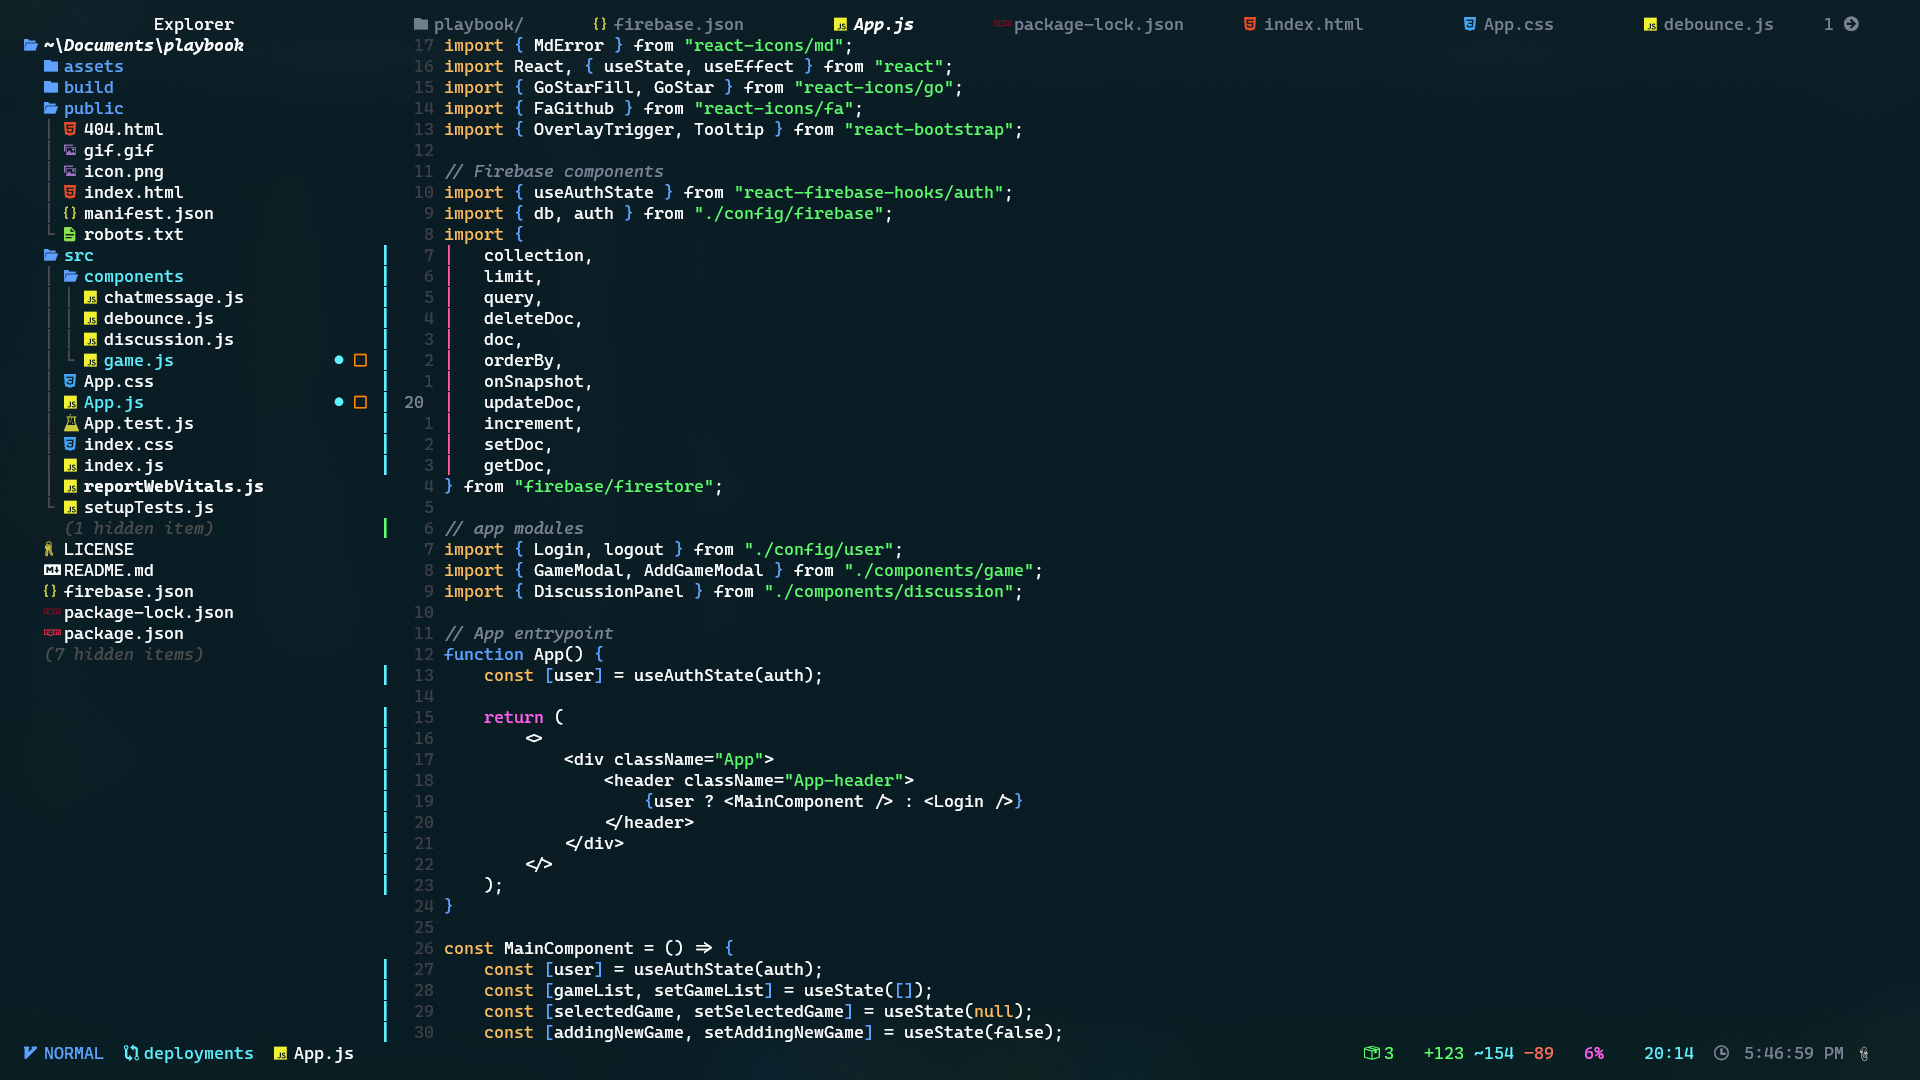 Explorer
~\Documents\playbook
assets
build
public
404.html
gif.gif
icon.png
index.html
manifest.json
robots.txt
src
components
chatmessage.js
debounce.js
discussion.js
game.js
App.css
App.js
App.test.js
index.css
index.js
reportWebVitals.js
setupTests.js
(1 hidden item)
LICENSE
README.md
firebase.json
package-lock.json
package.json
(7 hidden items)
playbook/ {} firebase.json App.js package-lock.json index.html App.css debounce.js 1
17 import { MdError } from "react-icons/md";
16 import React, { useState, useEffect } from "react";
15 import { GoStarFill, GoStar } from "react-icons/go";
14 import { FaGithub } from "react-icons/fa";
13 import { OverlayTrigger, Tooltip } from "react-bootstrap";
12
11 // Firebase components
10 import { useAuthState } from "react-firebase-hooks/auth";
9 import { db, auth } from "./config/firebase";
8 import {
7 collection,
6 limit,
5 query,
4 deleteDoc,
3 doc,
2 orderBy,
1 onSnapshot,
20 updateDoc,
1 increment,
2 setDoc,
3 getDoc,
4 } from "firebase/firestore";
5
6 // app modules
7 import { Login, logout } from "./config/user";
8 import { GameModal, AddGameModal } from "./components/game";
9 import { DiscussionPanel } from "./components/discussion";
10
11 // App entrypoint
12 function App() {
13 const [user] = useAuthState(auth);
14
15 return (
16 <>
17 <div className="App">
18 <header className="App-header">
19 {user ? <MainComponent /> : <Login />}
20 </header>
21 </div>
22 </>
23 );
24 }
25
26 const MainComponent = () => {
27 const [user] = useAuthState(auth);
28 const [gameList, setGameList] = useState([]);
29 const [selectedGame, setSelectedGame] = useState(null);
30 const [addingNewGame, setAddingNewGame] = useState(false);
NORMAL deployments App.js 3 +123 ~154 -89 6% 20:14 5:46:59 PM